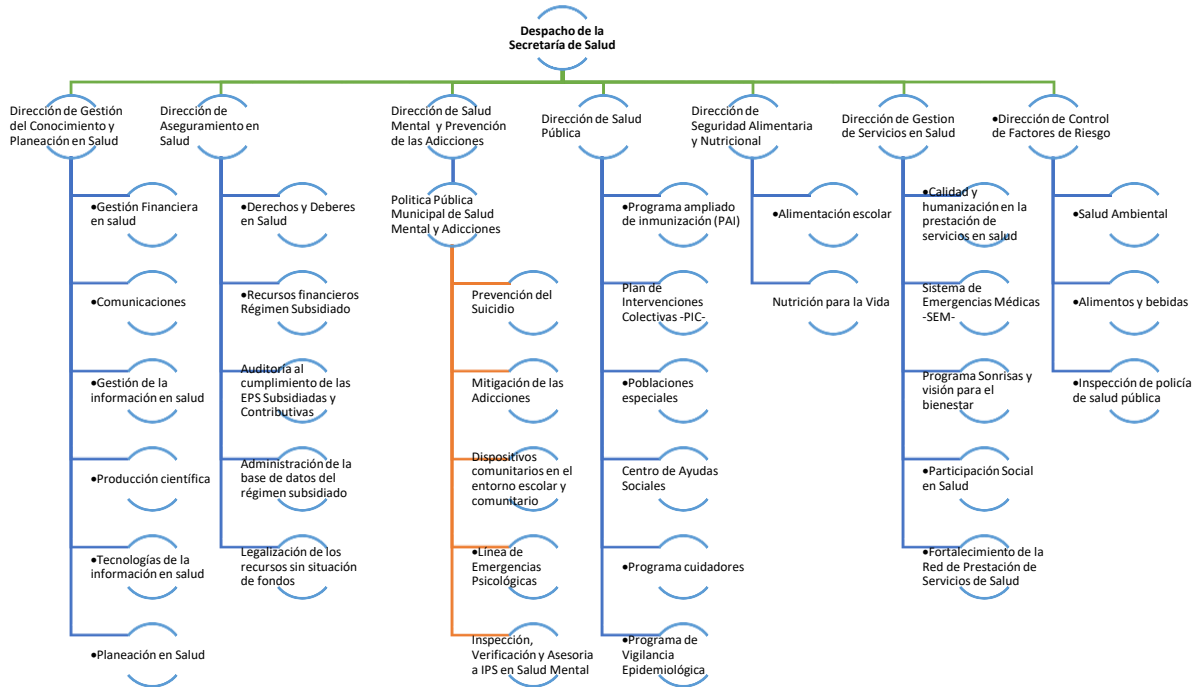 Despacho de la
Secretaría de Salud
Dirección de Gestión
del Conocimiento y
Planeación en Salud
•Gestión Financiera
en salud
•Comunicaciones
•Gestión de la
información en salud
•Producción científica
•Tecnologías de la
información en salud
•Planeación en Salud
Dirección de
Aseguramiento en
Salud
•Derechos y Deberes
en Salud
•Recursos financieros
Régimen Subsidiado
Auditoría al
cumplimiento de las
EPS Subsidiadas y
Contributivas
Administración de la
base de datos del
régimen subsidiado
Legalización de los
recursos sin situación
de fondos
Dirección de Salud
Mental y Prevención
de las Adicciones
Politica Pública
Municipal de Salud
Mental y Adicciones
Prevención del
Suicidio
Mitigación de las
Adicciones
Dispositivos
comunitarios en el
entorno escolar y
comunitario
•Línea de
Emergencias
Psicológicas
Inspección,
Verificación y Asesoria
a IPS en Salud Mental
Dirección de Salud
Pública
•Programa ampliado
de inmunización (PAI)
Plan de
Intervenciones
Colectivas -PIC-
•Poblaciones
especiales
Centro de Ayudas
Sociales
•Programa cuidadores
•Programa de
Vigilancia
Epidemiológica
Dirección de
Seguridad Alimentaria
y Nutricional
•Alimentación escolar
Nutrición para la Vida
Dirección de Gestion
de Servicios en Salud
•Calidad y
humanización en la
prestación de
servicios en salud
Sistema de
Emergencias Médicas
-SEM-
Programa Sonrisas y
visión para el
bienestar
•Participación Social
en Salud
•Fortalecimiento de la
Red de Prestación de
Servicios de Salud
•Dirección de Control
de Factores de Riesgo
•Salud Ambiental
•Alimentos y bebidas
•Inspección de policía
de salud pública